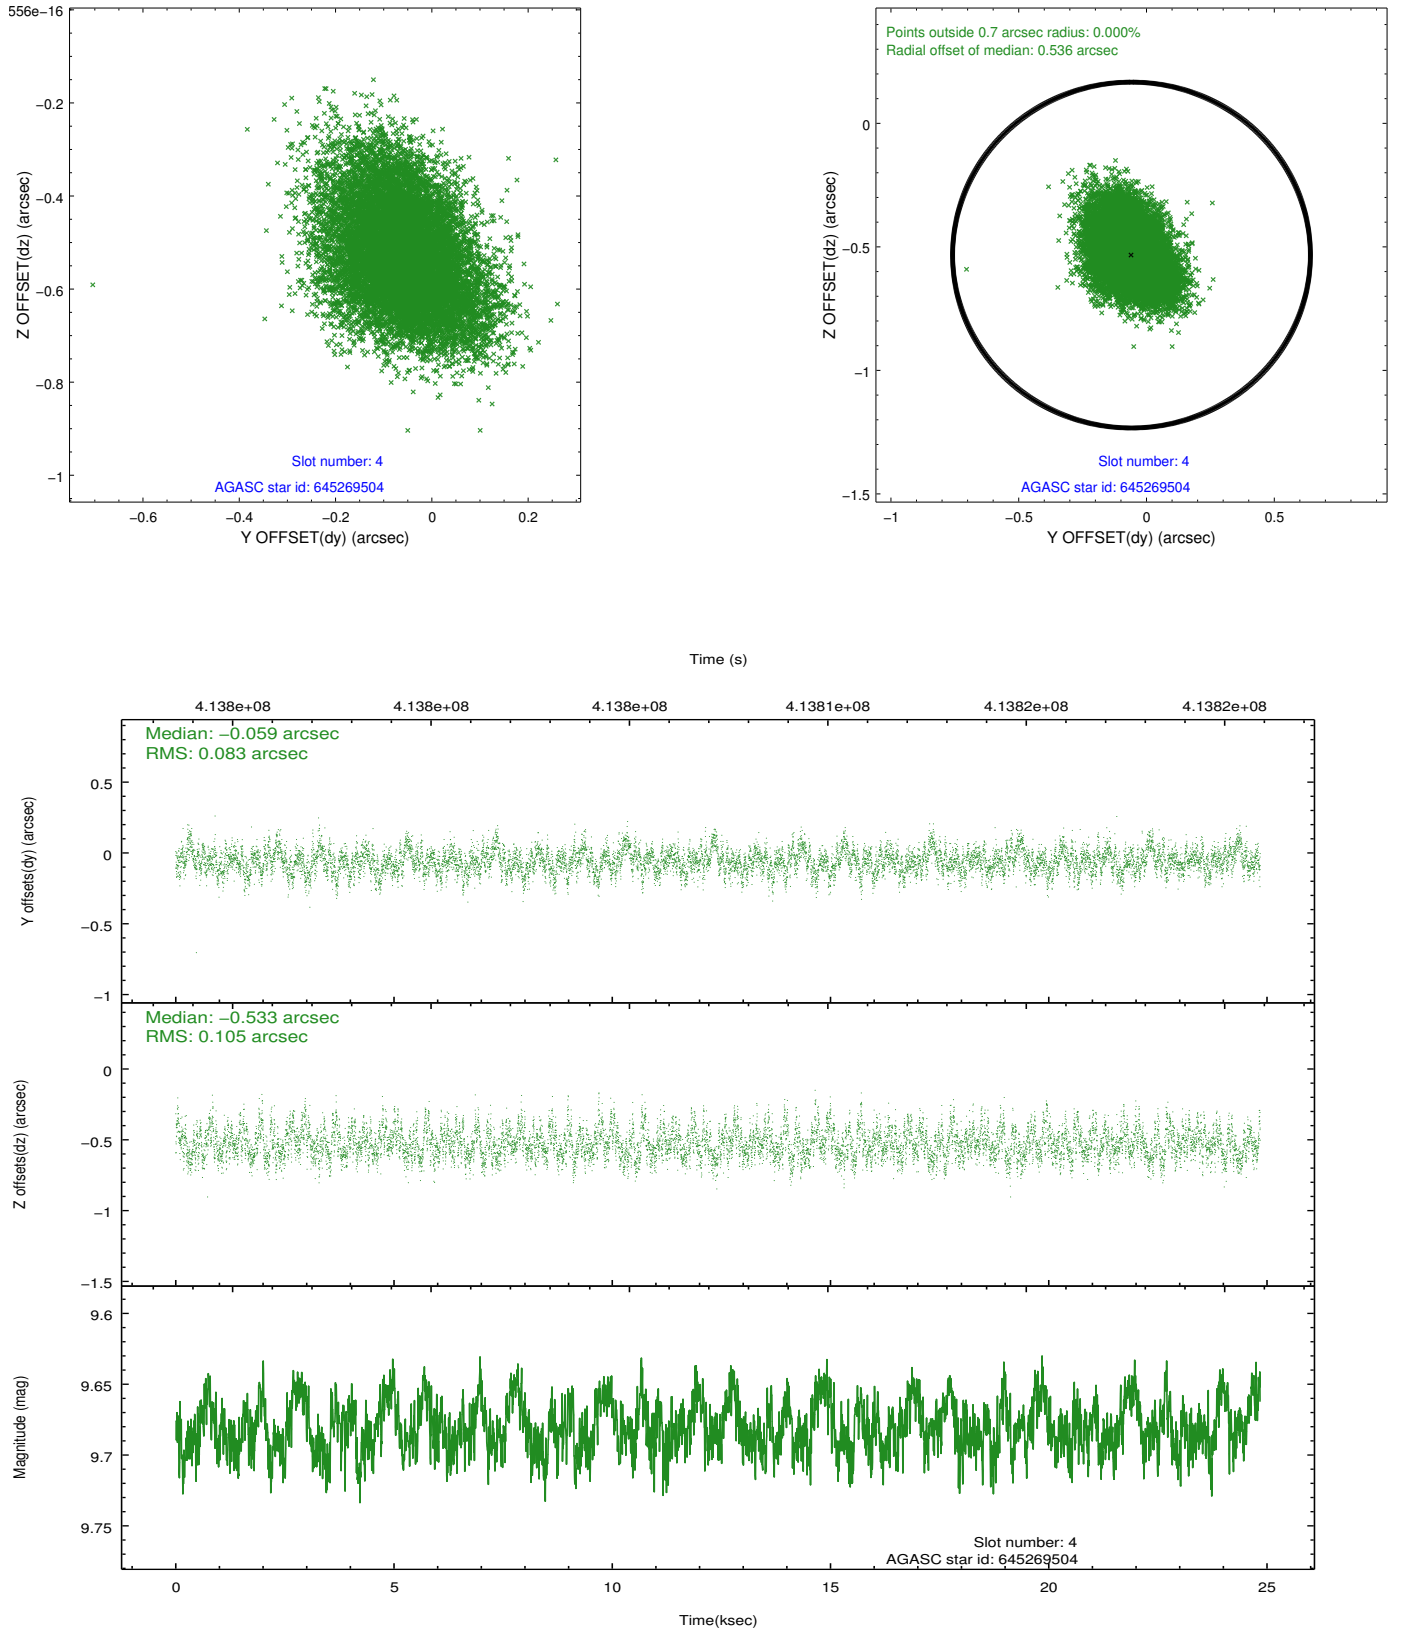 556e−16
−0.2
−0.4
−0.6
−0.8
−1
Z OFFSET(dz) (arcsec)
Slot number: 4
AGASC star id: 645269504
−0.6 −0.4 −0.2 0 0.2
Y OFFSET(dy) (arcsec)
Points outside 0.7 arcsec radius: 0.000%
Radial offset of median: 0.536 arcsec
0
−0.5
−1
−1.5
Z OFFSET(dz) (arcsec)
Slot number: 4
AGASC star id: 645269504
−1 −0.5 0 0.5
Y OFFSET(dy) (arcsec)
Time (s)
4.138e+08 4.138e+08 4.138e+08 4.1381e+08 4.1382e+08 4.1382e+08
Median: −0.059 arcsec
RMS: 0.083 arcsec
0.5
0
−0.5
−1
Y offsets(dy) (arcsec)
Median: −0.533 arcsec
RMS: 0.105 arcsec
0
−0.5
−1
−1.5
Z offsets(dz) (arcsec)
9.6
9.65
9.7
9.75
Magnitude (mag)
Slot number: 4
AGASC star id: 645269504
0 5 10 15 20 25
Time(ksec)